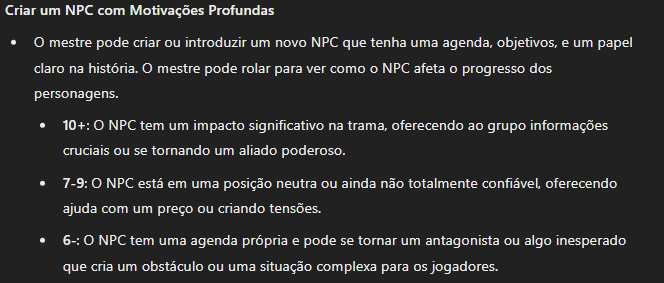 Criar um NPC com Motivações Profundas
• O mestre pode criar ou introduzir um novo NPC que tenha uma agenda, objetivos, e um papel
claro na história. O mestre pode rolar para ver como o NPC afeta o progresso dos
personagens.
• 10+: O NPC tem um impacto significativo na trama, oferecendo ao grupo informações
cruciais ou se tornando um aliado poderoso.
• 7-9: O NPC está em uma posição neutra ou ainda não totalmente confiável, oferecendo
ajuda com um preço ou criando tensões.
• 6-: O NPC tem uma agenda própria e pode se tornar um antagonista ou algo inesperado
que cria um obstáculo ou uma situação complexa para os jogadores.